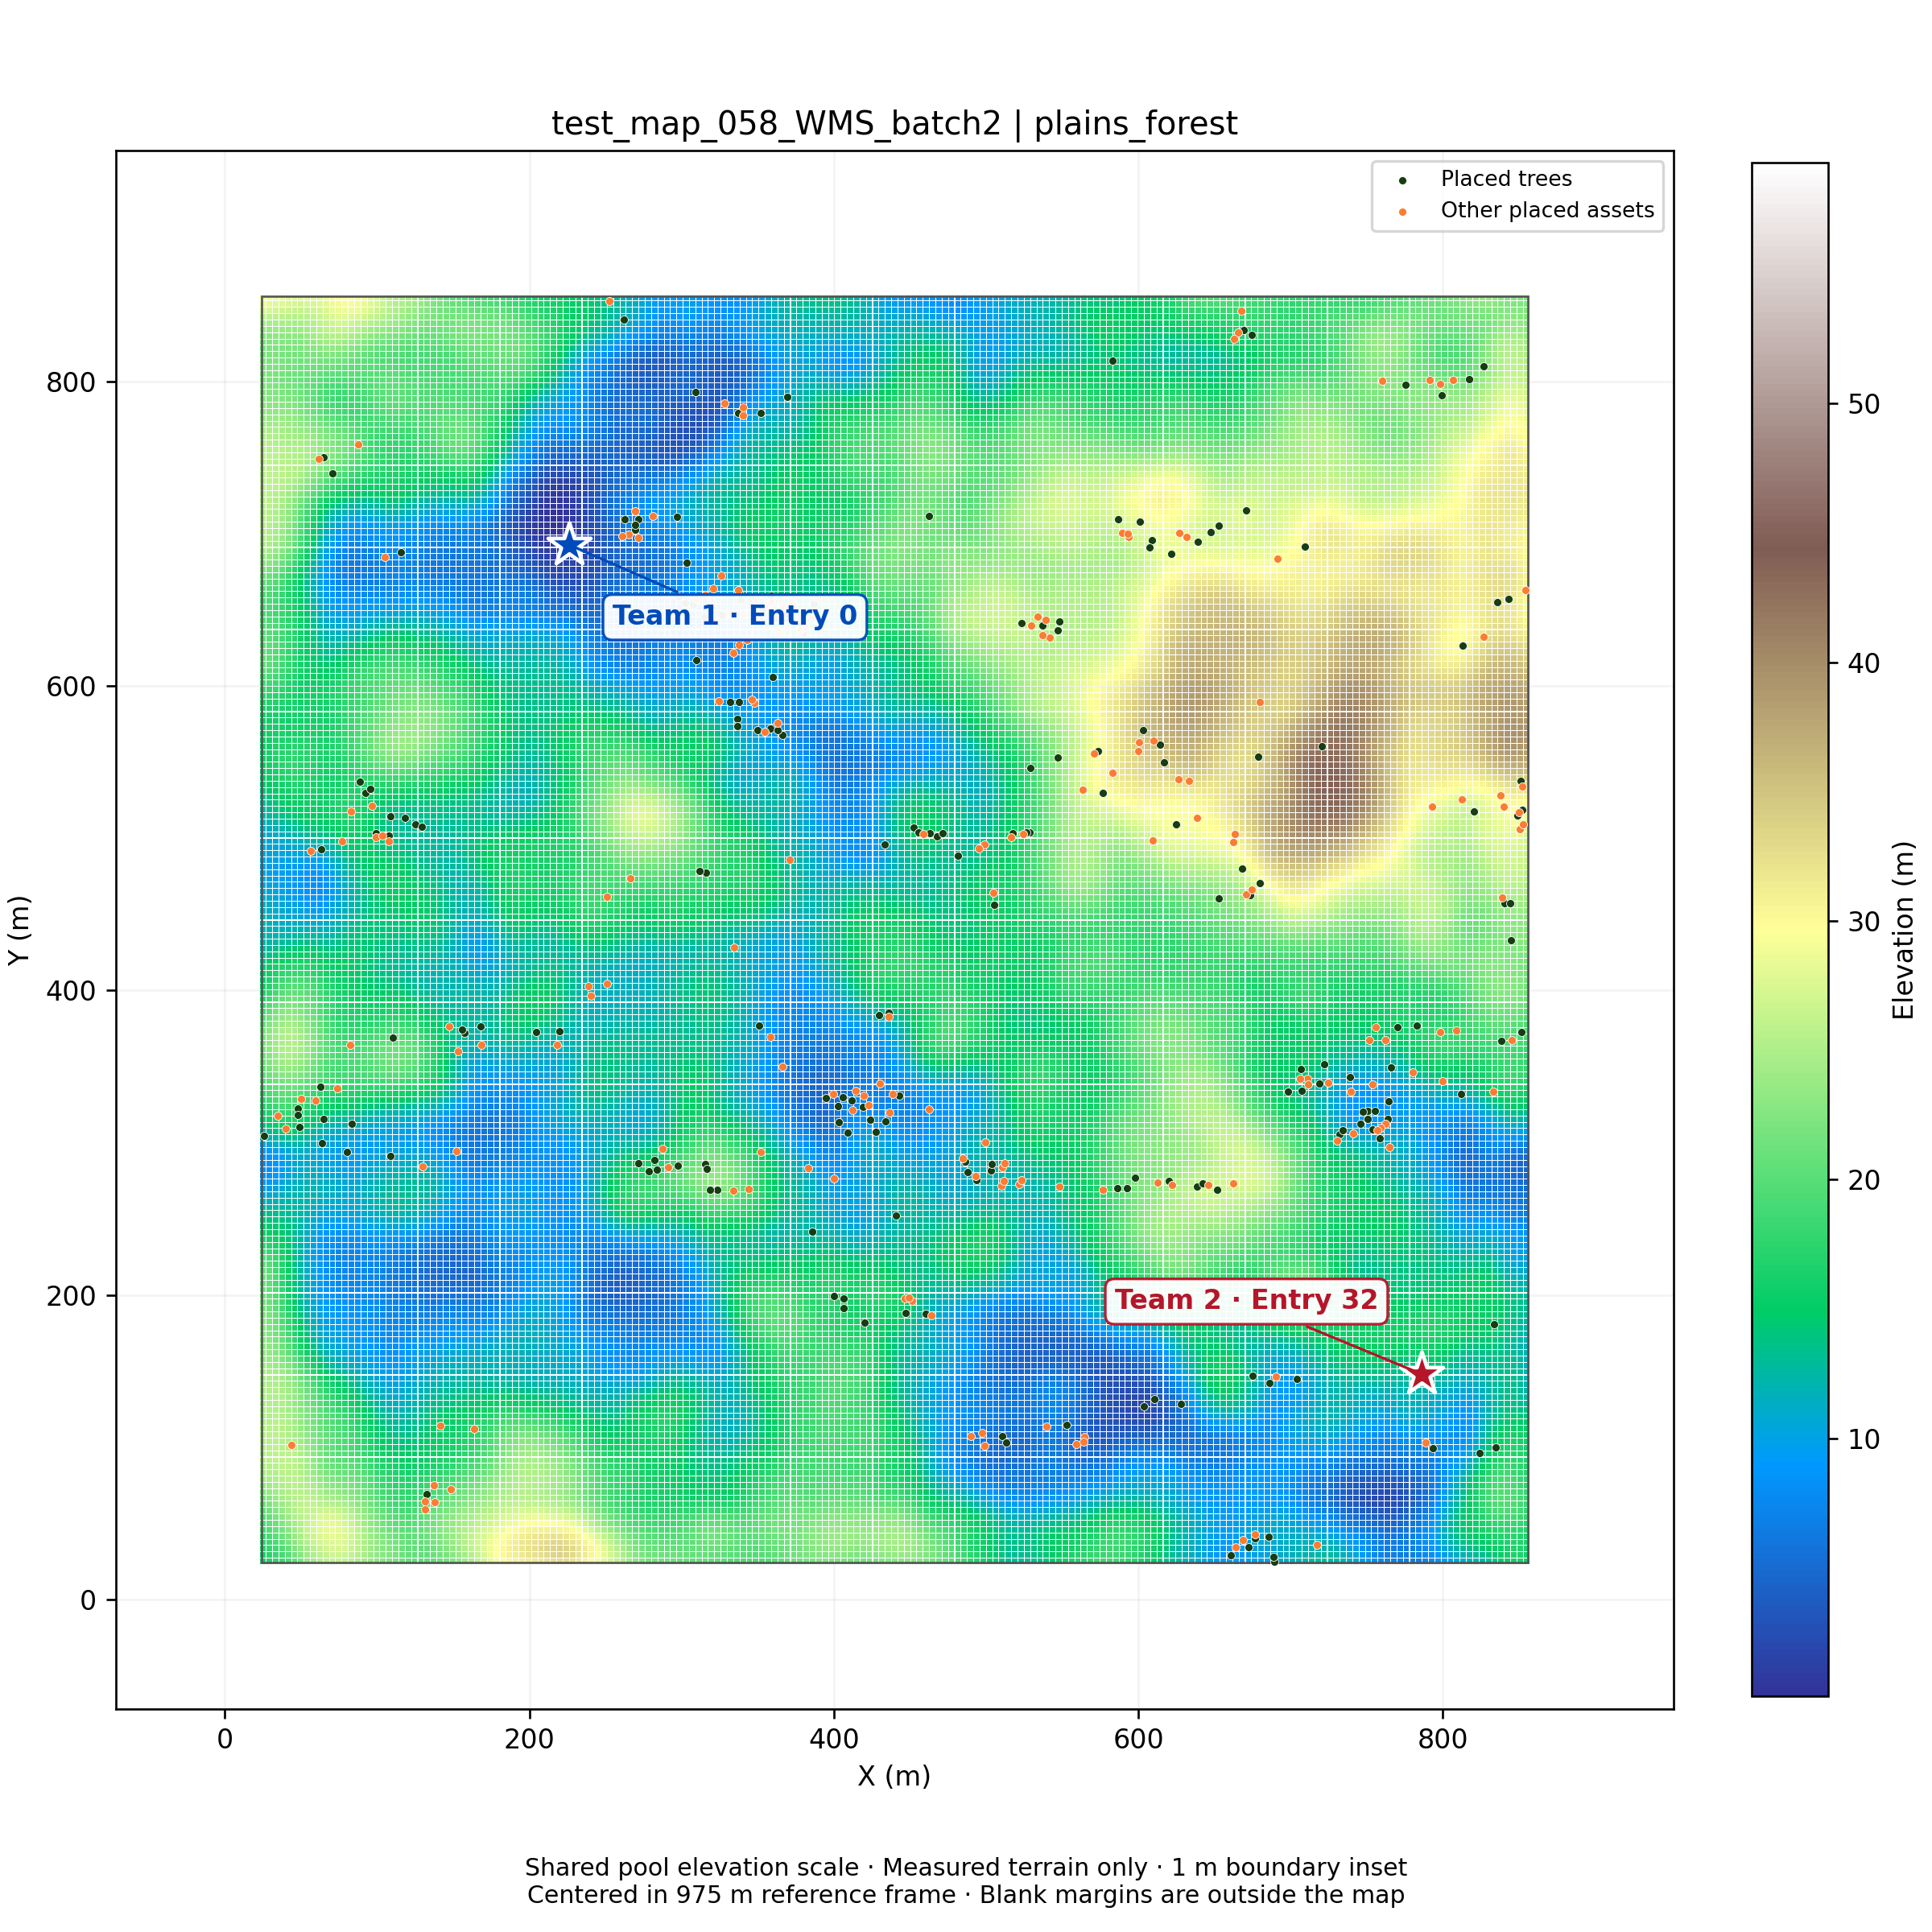 test_map_058_WMS_batch2 | plains_forest
Placed trees
Other placed assets
Team 1 · Entry 0
Team 2 · Entry 32
800
600
400
200
0
Y (m)
0
200
400
600
800
X (m)
50
40
30
20
10
Elevation (m)
Shared pool elevation scale · Measured terrain only · 1 m boundary inset
Centered in 975 m reference frame · Blank margins are outside the map